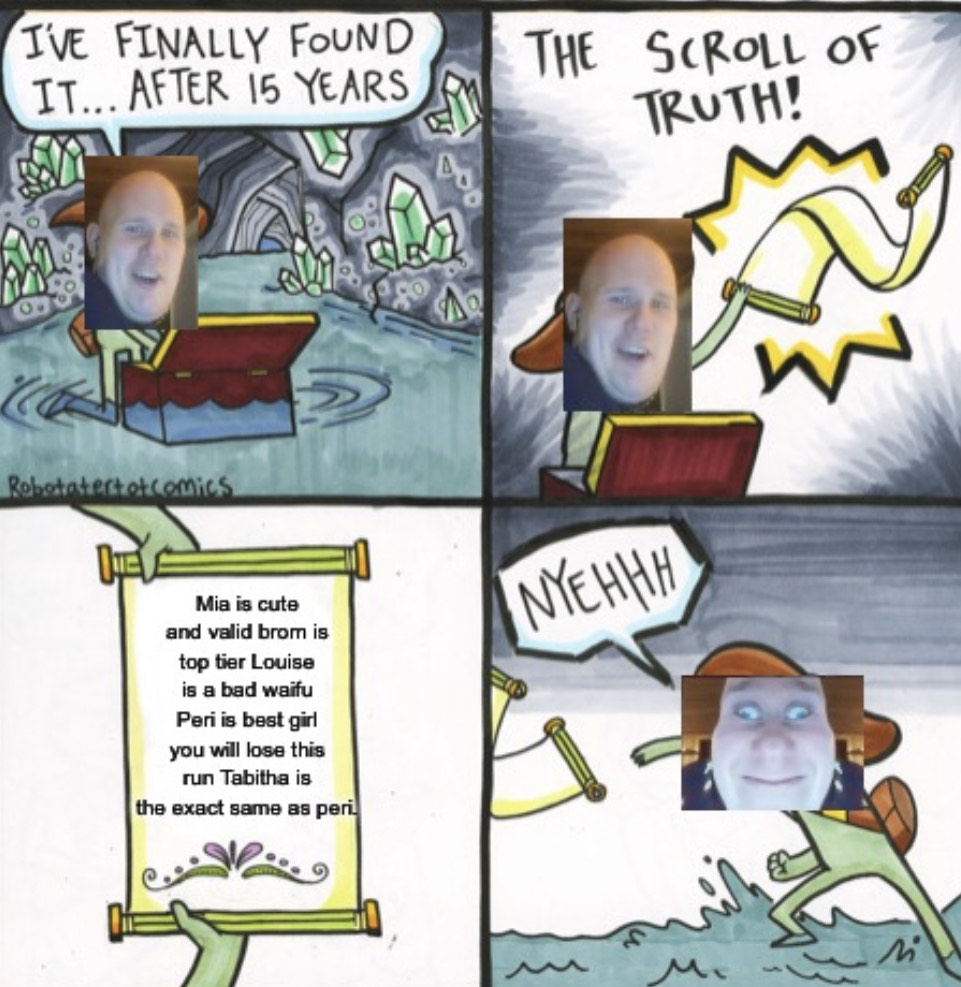 I'VE FINALLY FOUND
IT... AFTER 15 YEARS
THE SCROLL OF
TRUTH!
Robotatertotcomics
Mia is cute
and valid brom is
top tier Louise
is a bad waifu
Peri is best girl
you will lose this
run Tabitha is
the exact same as peri.
NYEHHH